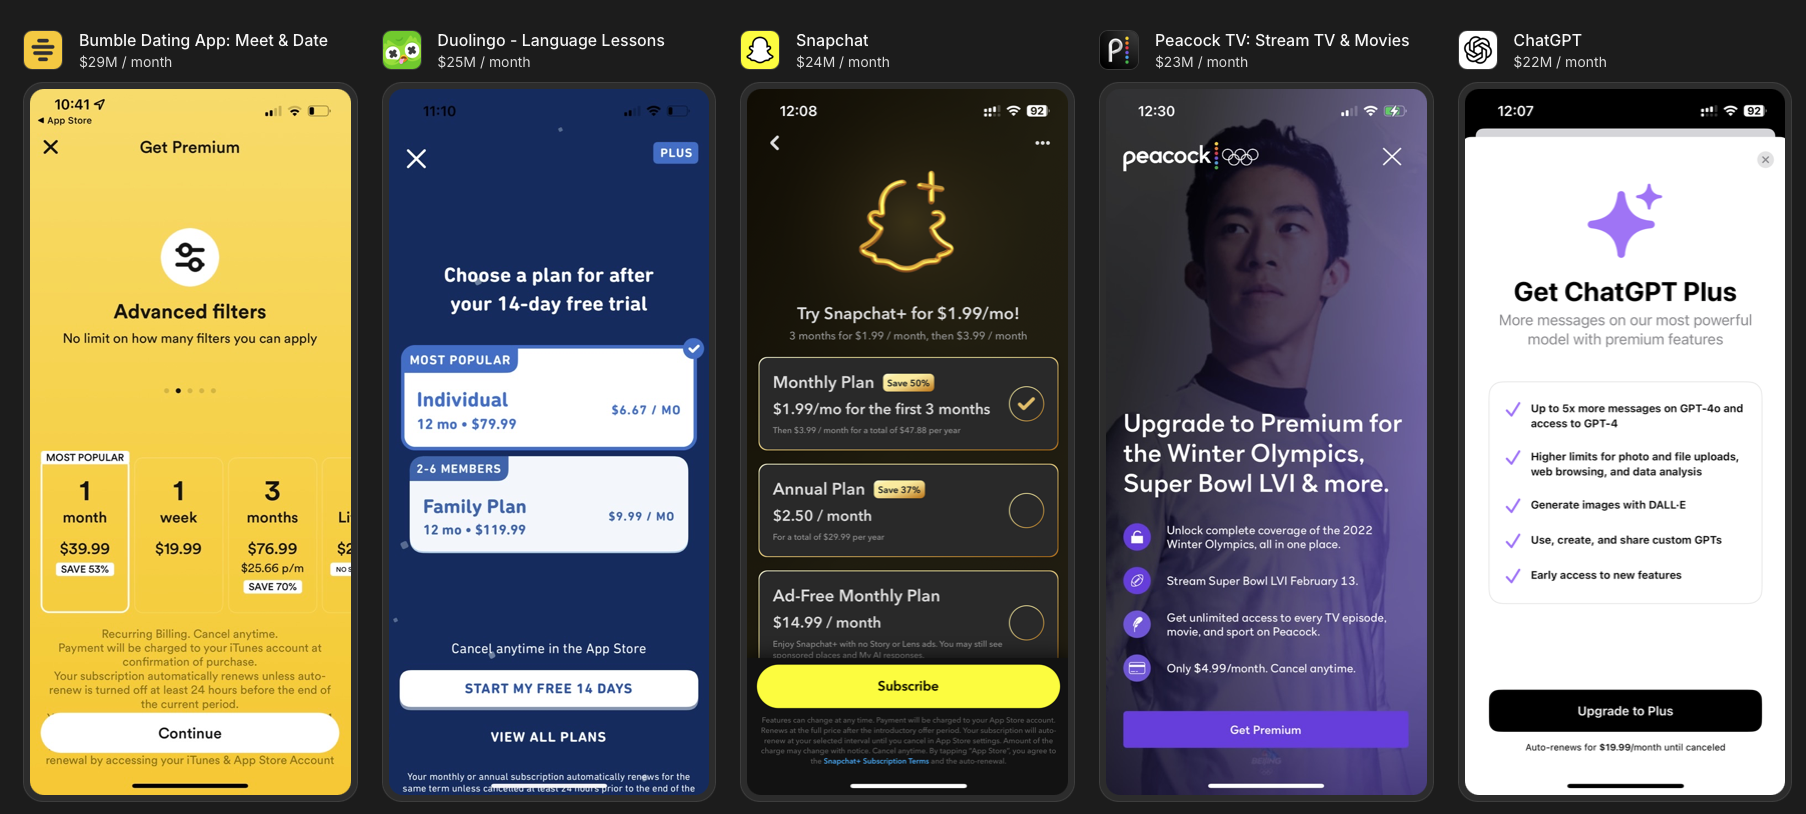 Bumble Dating App: Meet & Date
$29M / month
10:41
App Store
Get Premium
Advanced filters
No limit on how many filters you can apply
MOST POPULAR
1
month
$39.99
SAVE 53%
1
week
$19.99
3
months
$76.99
$25.66 p/m
SAVE 70%
Recurring Billing. Cancel anytime.
Payment will be charged to your iTunes account at
confirmation of purchase.
Your subscription automatically renews unless auto-
renew is turned off at least 24 hours before the end of
the current period.
Continue
renewal by accessing your iTunes & App Store Account
Duolingo - Language Lessons
$25M / month
11:10
PLUS
Choose a plan for after
your 14-day free trial
MOST POPULAR
Individual
12 mo • $79.99
$6.67 / MO
2-6 MEMBERS
Family Plan
12 mo • $119.99
$9.99 / MO
Cancel anytime in the App Store
START MY FREE 14 DAYS
VIEW ALL PLANS
Your monthly or annual subscription automatically renews for the
same term unless cancelled at least 24 hours prior to the end of the
Snapchat
$24M / month
12:08
92
Try Snapchat+ for $1.99/mo!
3 months for $1.99 / month, then $3.99 / month
Monthly Plan
Save 50%
$1.99/mo for the first 3 months
Then $3.99 / month for a total of $47.88 per year
Annual Plan
Save 37%
$2.50 / month
For a total of $29.99 per year
Ad-Free Monthly Plan
$14.99 / month
Enjoy Snapchat+ with no Story or Lens ads. You may still see
sponsored places and My AI responses.
Subscribe
Features can change at any time. Payment will be charged to your App Store account.
Renews at the full price after the introductory offer period. Your subscription will auto-
renew at your selected interval until you cancel in App Store settings. Amount of the
charge may change with notice. Cancel anytime. By tapping "App Store", you agree to
the Snapchat+ Subscription Terms and the auto-renewal.
Peacock TV: Stream TV & Movies
$23M / month
12:30
peacock
Upgrade to Premium for
the Winter Olympics,
Super Bowl LVI & more.
Unlock complete coverage of the 2022
Winter Olympics, all in one place.
Stream Super Bowl LVI February 13.
Get unlimited access to every TV episode,
movie, and sport on Peacock.
Only $4.99/month. Cancel anytime.
Get Premium
ChatGPT
$22M / month
12:07
92
Get ChatGPT Plus
More messages on our most powerful
model with premium features
Up to 5x more messages on GPT-4o and
access to GPT-4
Higher limits for photo and file uploads,
web browsing, and data analysis
Generate images with DALL·E
Use, create, and share custom GPTs
Early access to new features
Upgrade to Plus
Auto-renews for $19.99/month until canceled